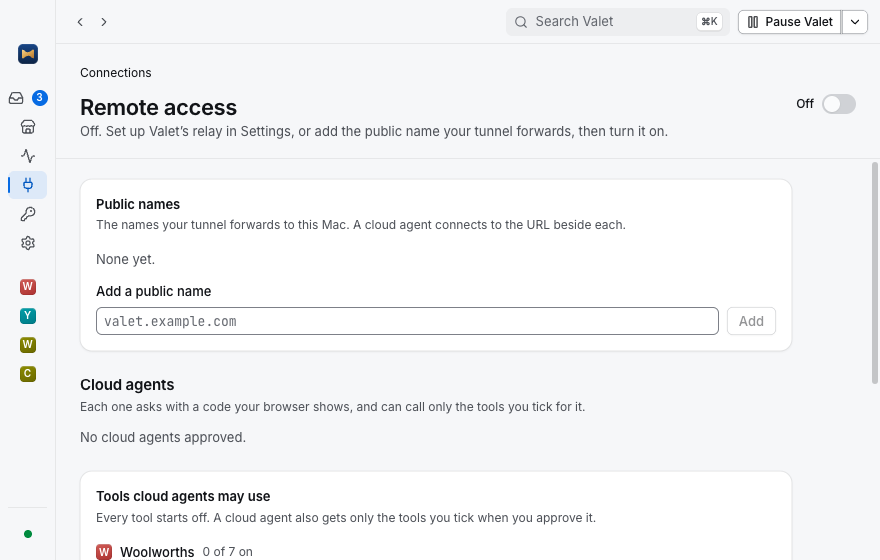 Search Valet
⌘K
Pause Valet
3
W
Y
W
C
Connections
Remote access
Off. Set up Valet’s relay in Settings, or add the public name your tunnel forwards, then turn it on.
Off
Public names
The names your tunnel forwards to this Mac. A cloud agent connects to the URL beside each.
None yet.
Add a public name
valet.example.com
Add
Cloud agents
Each one asks with a code your browser shows, and can call only the tools you tick for it.
No cloud agents approved.
Tools cloud agents may use
Every tool starts off. A cloud agent also gets only the tools you tick when you approve it.
W Woolworths 0 of 7 on